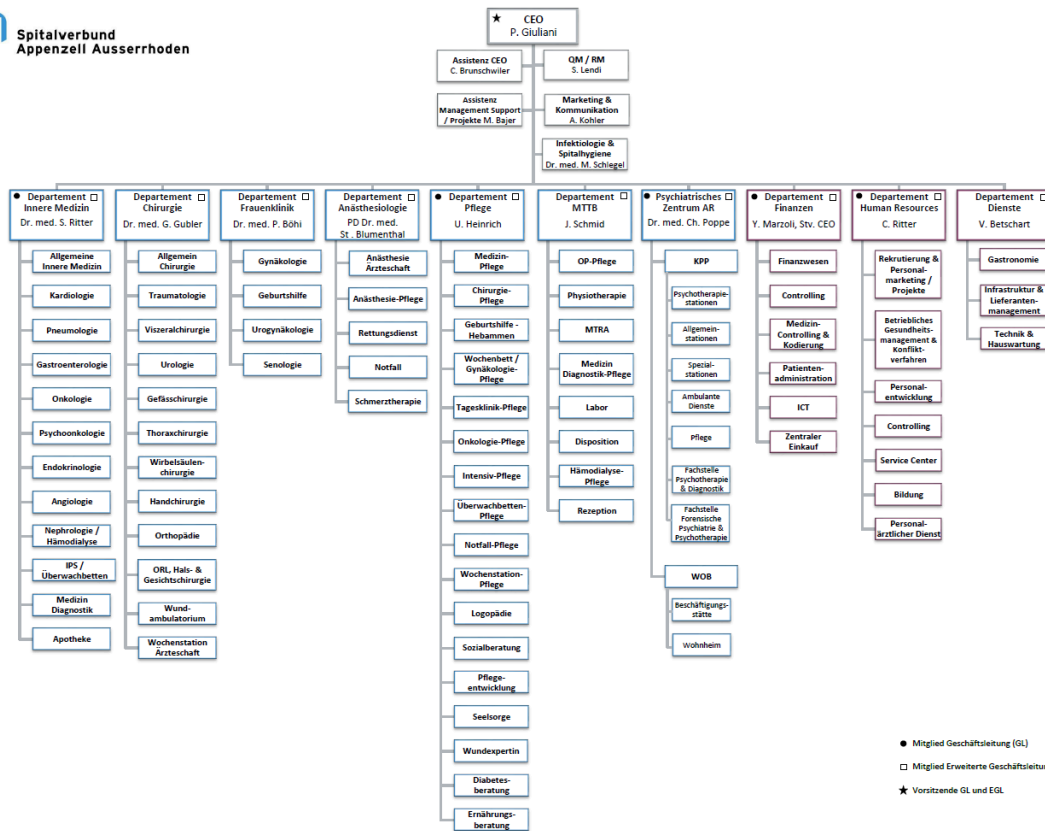 Spitalverbund
Appenzell Ausserrhoden
★ CEO
P. Giuliani
Assistenz CEO
C. Brunschwiler
QM / RM
S. Lendi
Assistenz
Management Support
/ Projekte M. Bajer
Marketing &
Kommunikation
A. Kohler
Infektiologie &
Spitalhygiene
Dr. med. M. Schlegel
Departement
Innere Medizin
Dr. med. S. Ritter
Allgemeine
Innere Medizin
Kardiologie
Pneumologie
Gastroenterologie
Onkologie
Psychoonkologie
Endokrinologie
Angiologie
Nephrologie /
Hämodialyse
IPS /
Überwachbetten
Medizin
Diagnostik
Apotheke
Departement
Chirurgie
Dr. med. G. Gubler
Allgemein
Chirurgie
Traumatologie
Viszeralchirurgie
Urologie
Gefässchirurgie
Thoraxchirurgie
Wirbelsäulen-
chirurgie
Handchirurgie
Orthopädie
ORL, Hals- &
Gesichtschirurgie
Wund-
ambulatorium
Wochenstation
Ärzteschaft
Departement
Frauenklinik
Dr. med. P. Böhi
Gynäkologie
Geburtshilfe
Urogynäkologie
Senologie
Departement
Anästhesiologie
PD Dr. med.
St . Blumenthal
Anästhesie
Ärzteschaft
Anästhesie-Pflege
Rettungsdienst
Notfall
Schmerztherapie
Departement
Pflege
U. Heinrich
Medizin-
Pflege
Chirurgie-
Pflege
Geburtshilfe -
Hebammen
Wochenbett /
Gynäkologie-
Pflege
Tagesklinik-Pflege
Onkologie-Pflege
Intensiv-Pflege
Überwachbetten-
Pflege
Notfall-Pflege
Wochenstation-
Pflege
Logopädie
Sozialberatung
Pflege-
entwicklung
Seelsorge
Wundexpertin
Diabetes-
beratung
Ernährungs-
beratung
Departement
MTTB
J. Schmid
OP-Pflege
Physiotherapie
MTRA
Medizin
Diagnostik-Pflege
Labor
Disposition
Hämodialyse-
Pflege
Rezeption
Psychiatrisches
Zentrum AR
Dr. med. Ch. Poppe
KPP
Psychotherapie-
stationen
Allgemein-
stationen
Spezial-
stationen
Ambulante
Dienste
Pflege
Fachstelle
Psychotherapie
& Diagnostik
Fachstelle
Forensische
Psychiatrie &
Psychotherapie
WOB
Beschäftigungs-
stätte
Wohnheim
Departement
Finanzen
Y. Marzoli, Stv. CEO
Finanzwesen
Controlling
Medizin-
Controlling &
Kodierung
Patienten-
administration
ICT
Zentraler
Einkauf
Departement
Human Resources
C. Ritter
Rekrutierung &
Personal-
marketing /
Projekte
Betriebliches
Gesundheits-
management &
Konflikt-
verfahren
Personal-
entwicklung
Controlling
Service Center
Bildung
Personal-
ärztlicher Dienst
Departement
Dienste
V. Betschart
Gastronomie
Infrastruktur &
Lieferanten-
management
Technik &
Hauswartung
● Mitglied Geschäftsleitung (GL)
□ Mitglied Erweiterte Geschäftsleitu
★ Vorsitzende GL und EGL